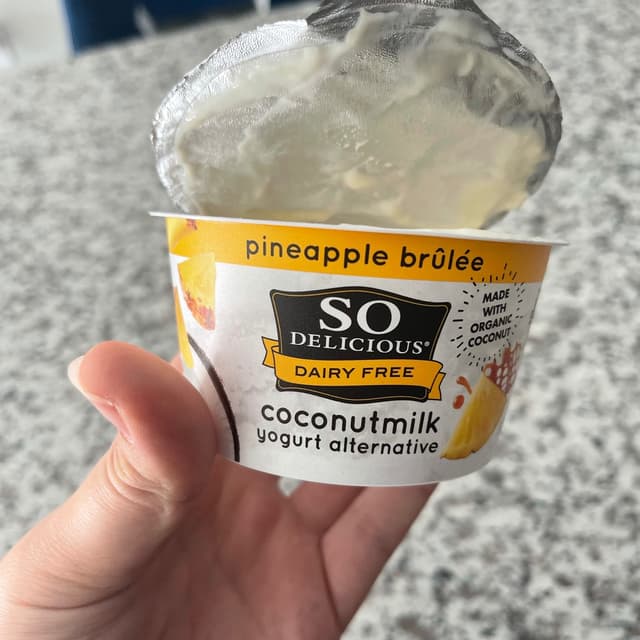 pineapple brûlée
SO
DELICIOUS®
DAIRY FREE
MADE
WITH
ORGANIC
COCONUT
coconutmilk
yogurt alternative